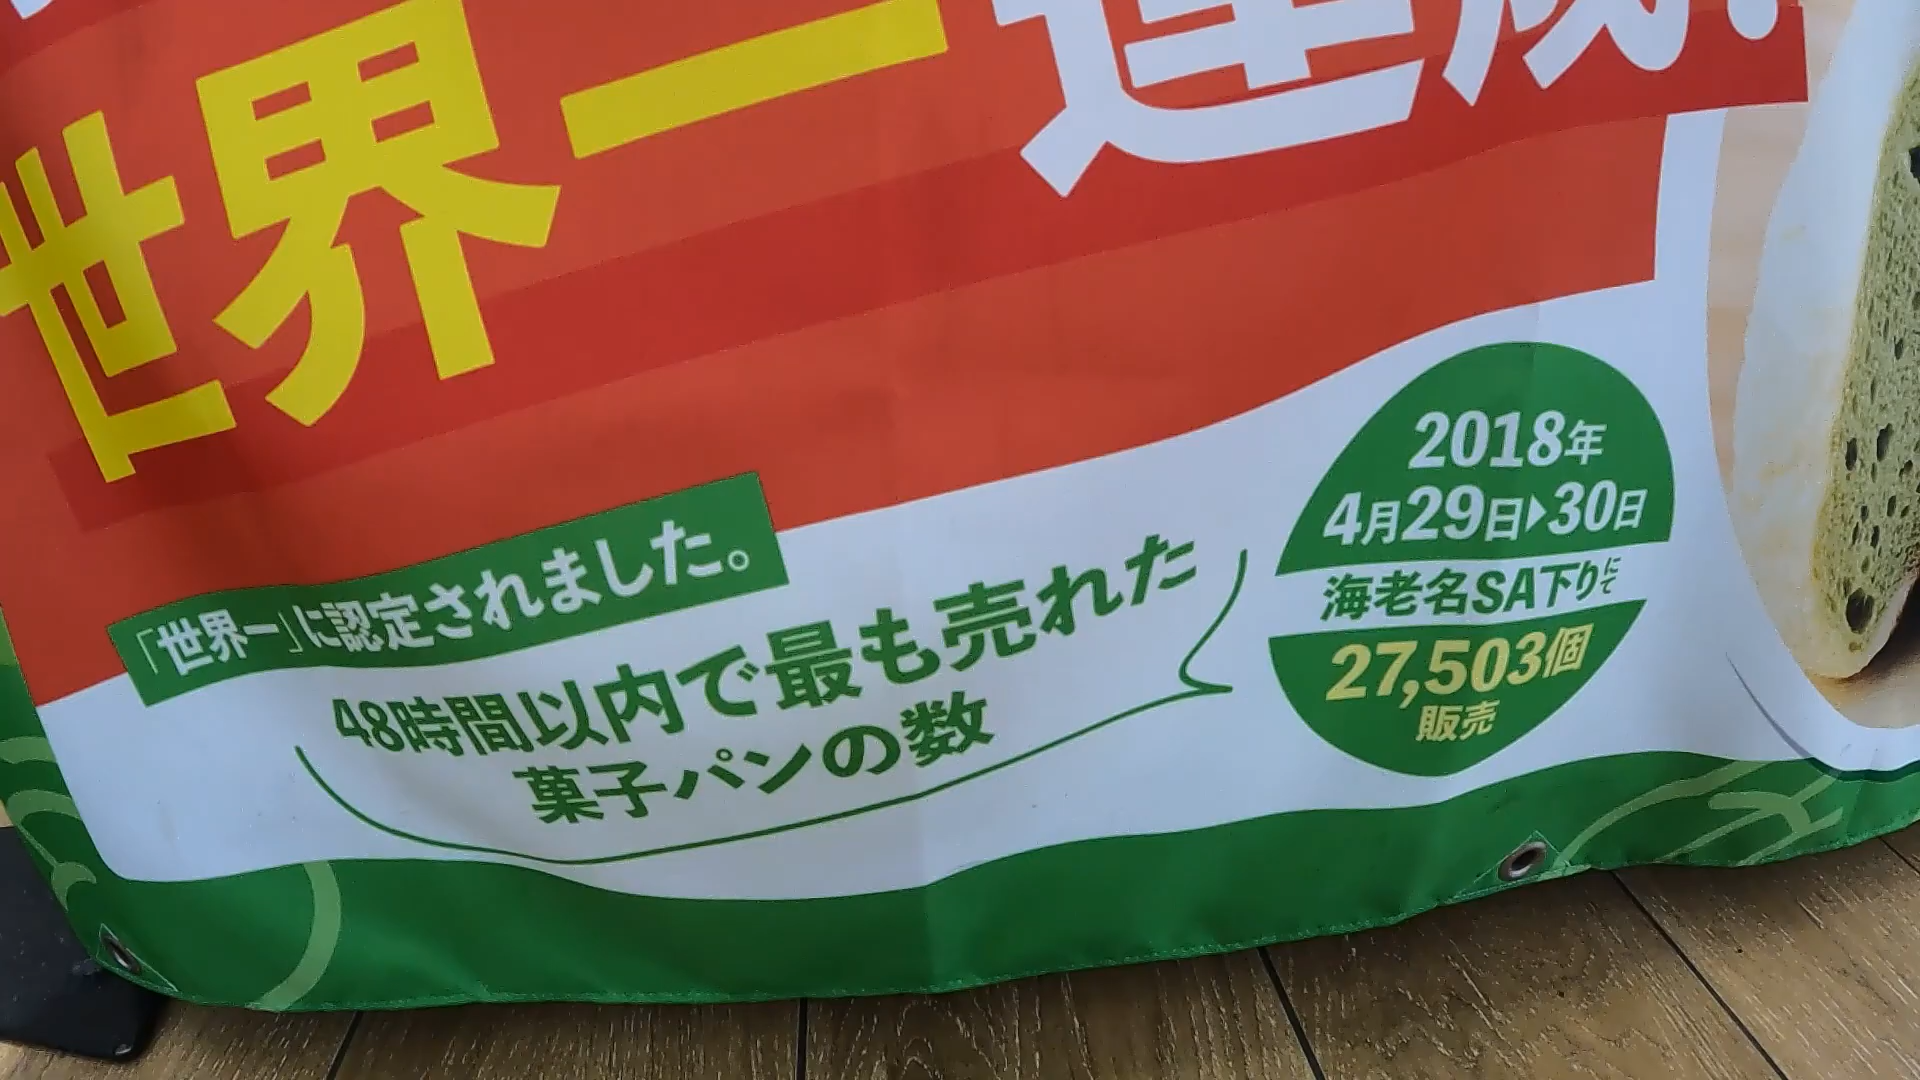 世界一達成!
「世界一」に認定されました。
48時間以内で最も売れた
菓子パンの数
2018年
4月29日▶30日
海老名SA下りにて
27,503個
販売